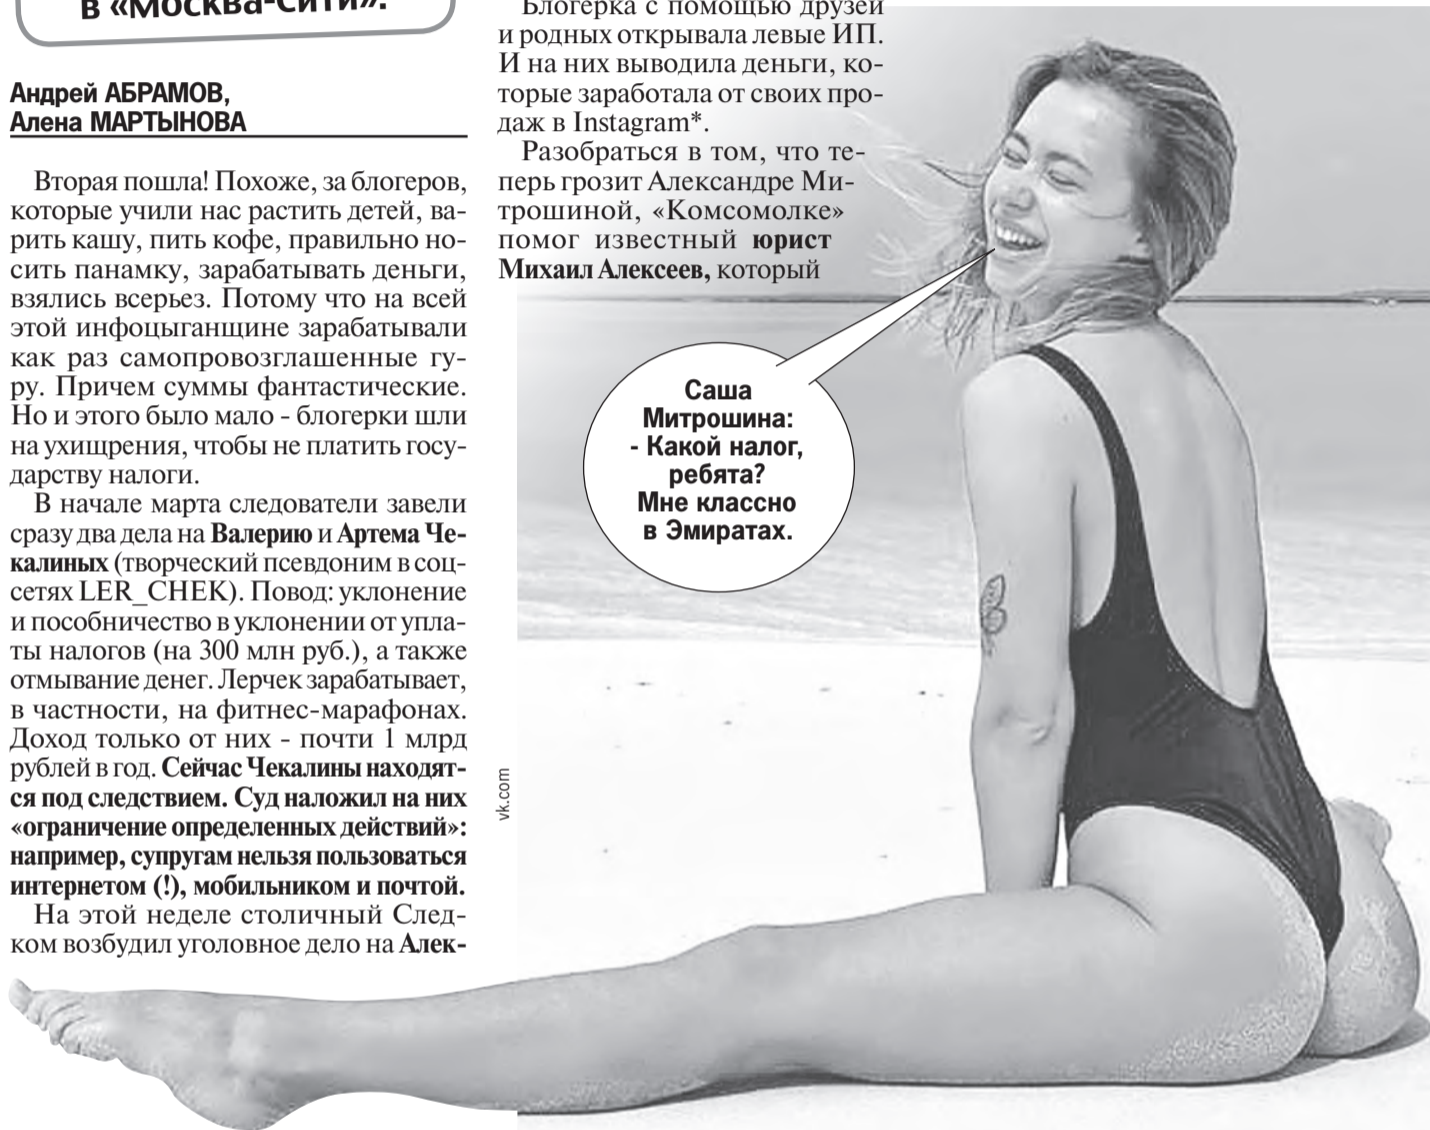 в «Москва-Сити».
Андрей АБРАМОВ,
Алена МАРТЫНОВА
Вторая пошла! Похоже, за блогеров,
которые учили нас растить детей, ва-
рить кашу, пить кофе, правильно но-
сить панамку, зарабатывать деньги,
взялись всерьез. Потому что на всей
этой инфоцыганщине зарабатывали
как раз самопровозглашенные гу-
ру. Причем суммы фантастические.
Но и этого было мало - блогерки шли
на ухищрения, чтобы не платить госу-
дарству налоги.
В начале марта следователи завели
сразу два дела на Валерию и Артема Че-
калиных (творческий псевдоним в соц-
сетях LER_CHEK). Повод: уклонение
и пособничество в уклонении от упла-
ты налогов (на 300 млн руб.), а также
отмывание денег. Лерчек зарабатывает,
в частности, на фитнес-марафонах.
Доход только от них - почти 1 млрд
рублей в год. Сейчас Чекалины находят-
ся под следствием. Суд наложил на них
«ограничение определенных действий»:
например, супругам нельзя пользоваться
интернетом (!), мобильником и почтой.
На этой неделе столичный След-
ком возбудил уголовное дело на Алек-
Блогерка с помощью друзей
и родных открывала левые ИП.
И на них выводила деньги, ко-
торые заработала от своих про-
даж в Instagram*.
Разобраться в том, что те-
перь грозит Александре Ми-
трошиной, «Комсомолке»
помог известный юрист
Михаил Алексеев, который
Саша
Митрошина:
- Какой налог,
ребята?
Мне классно
в Эмиратах.
vk.com